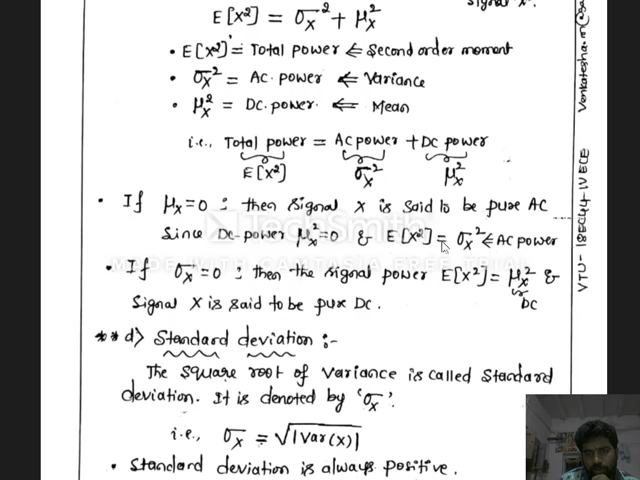 signal 'X'.
E[X²] = σₓ² + μₓ²
• E[X²] = Total power ⇐ Second order moment
• σₓ² = AC. power ⇐ Variance
• μₓ² = DC. power. ⇐ Mean
i.e., Total power = AC power + DC power
E[X²] σₓ² μₓ²
• If μₓ=0 ; then signal X is said to be pure AC
Since DC-power μₓ²=0 & E[X²] = σₓ² ⇐ AC power
TechSmith
MADE WITH CAMTASIA FREE TRIAL
• If σₓ=0 ; then the signal power E[X²] = μₓ² &
DC
Signal X is said to be pure DC.
** d) Standard deviation :-
The square root of variance is called Standard
deviation. It is denoted by 'σₓ'.
i.e., σₓ = √|Var(X)|
• Standard deviation is always positive.
VTU- 18EC44-IV ECE
Venkatesha.m